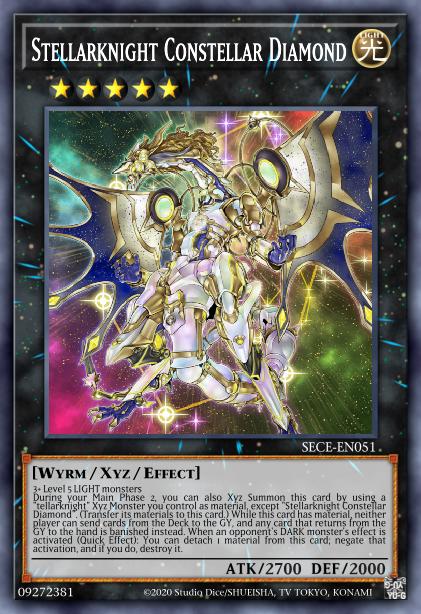 STELLARKNIGHT CONSTELLAR DIAMOND
LIGHT
光
SECE-EN051
[WYRM / XYZ / EFFECT]
3+ Level 5 LIGHT monsters
During your Main Phase 2, you can also Xyz Summon this card by using a
"tellarknight" Xyz Monster you control as material, except "Stellarknight Constellar
Diamond". (Transfer its materials to this card.) While this card has material, neither
player can send cards from the Deck to the GY, and any card that returns from the
GY to the hand is banished instead. When an opponent's DARK monster's effect is
activated (Quick Effect): You can detach 1 material from this card; negate that
activation, and if you do, destroy it.
ATK/2700 DEF/2000
09272381
©2020 Studio Dice/SHUEISHA, TV TOKYO, KONAMI